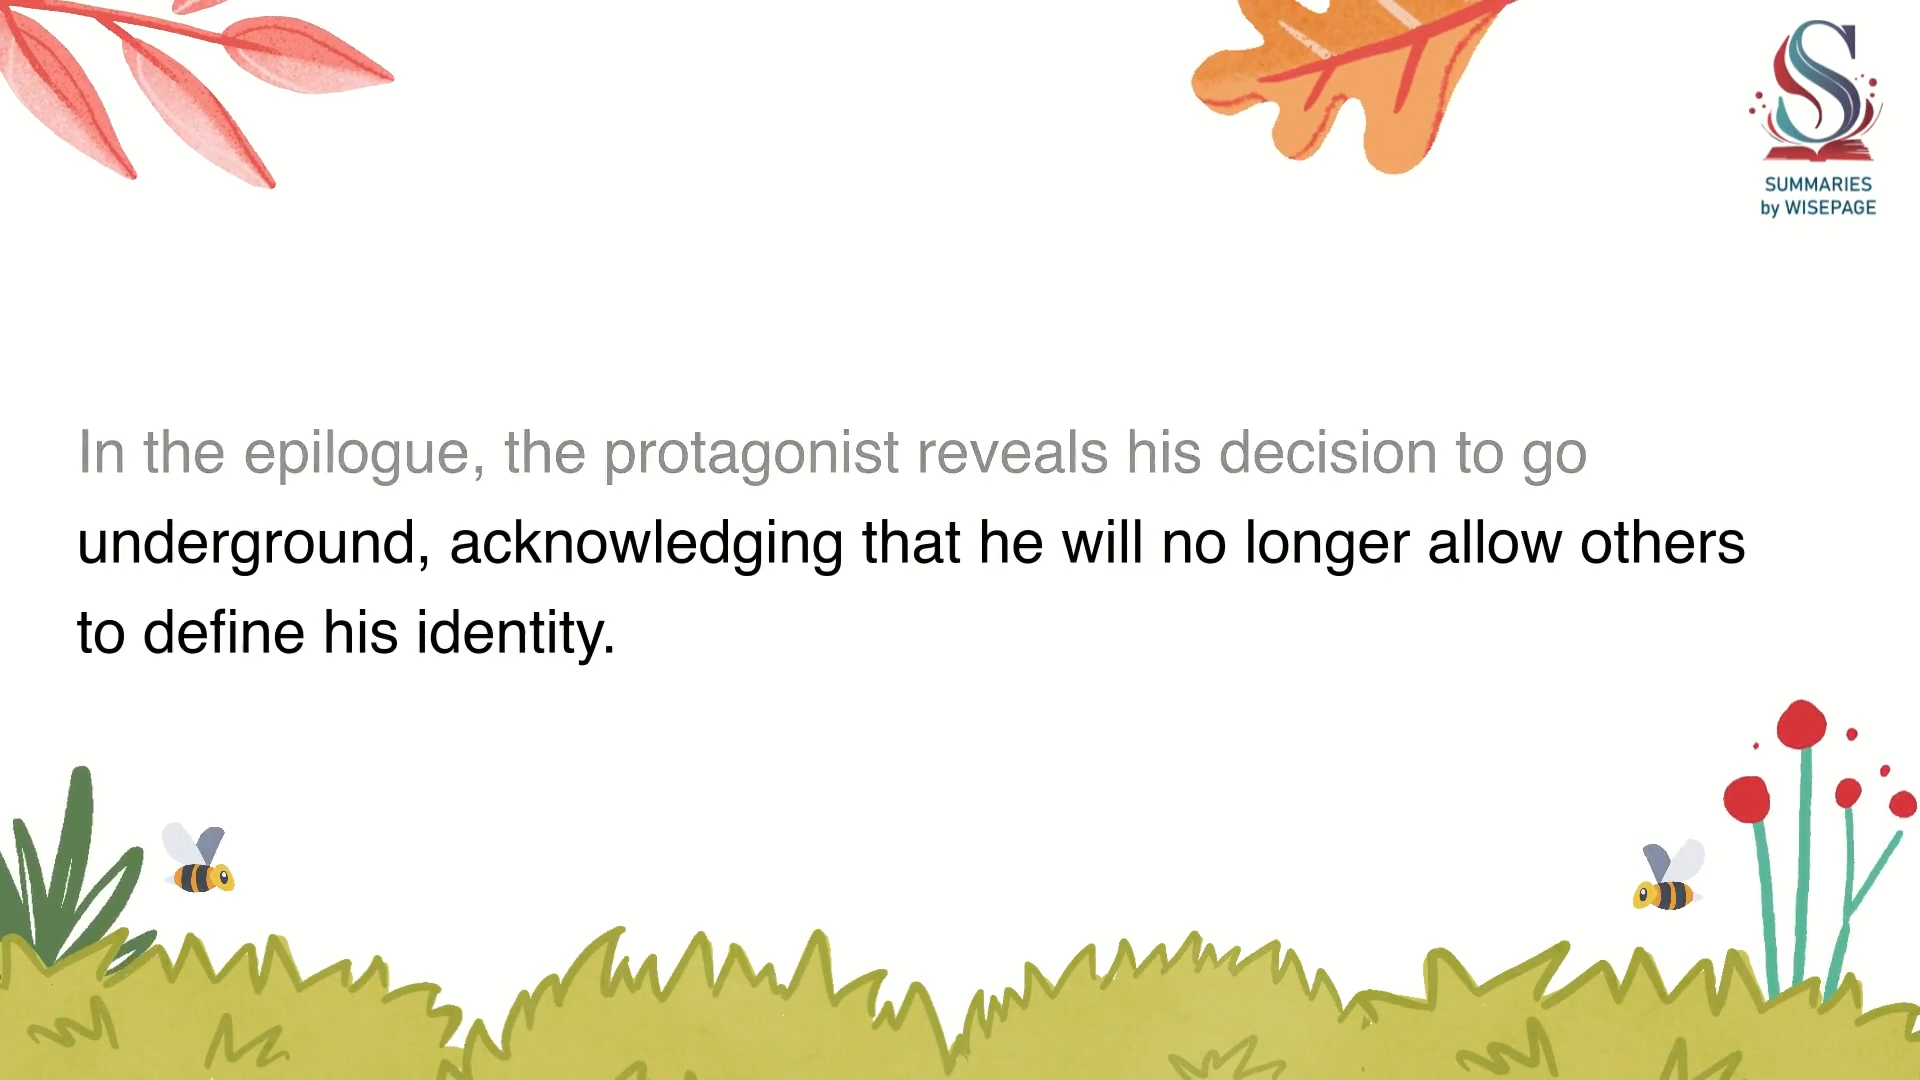 SUMMARIES
by WISEPAGE
In the epilogue, the protagonist reveals his decision to go
underground, acknowledging that he will no longer allow others
to define his identity.